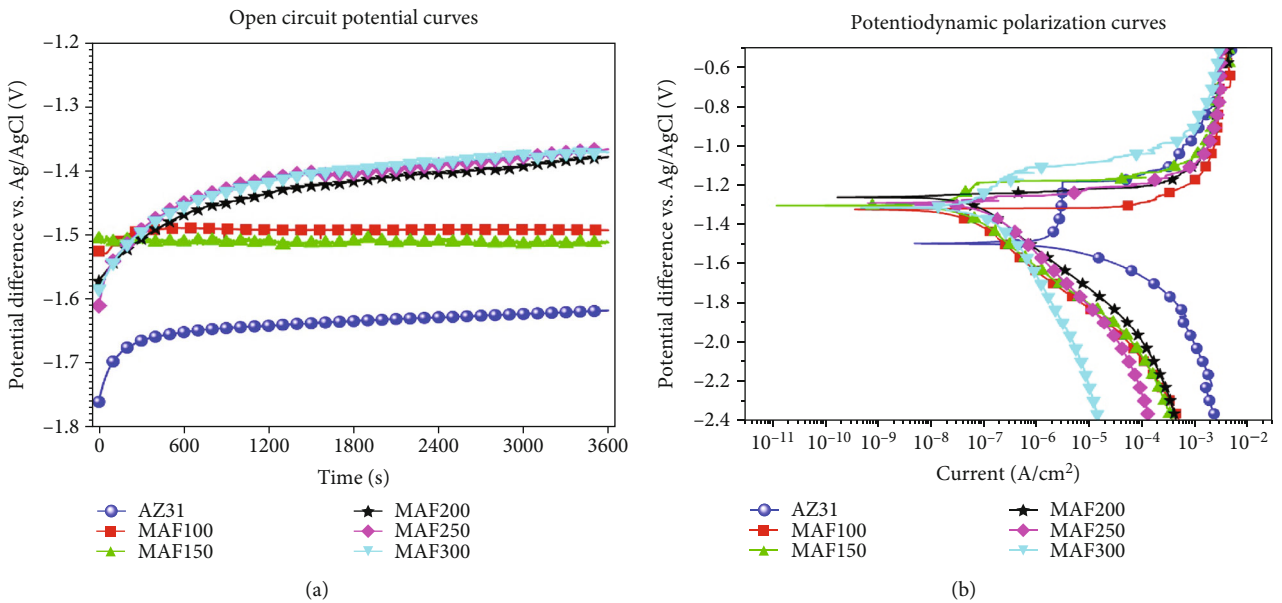 Open circuit potential curves
Potential difference vs. Ag/AgCl (V)
−1.2
−1.3
−1.4
−1.5
−1.6
−1.7
−1.8
0 600 1200 1800 2400 3000 3600
Time (s)
AZ31 MAF200
MAF100 MAF250
MAF150 MAF300
(a)
Potentiodynamic polarization curves
Potential difference vs. Ag/AgCl (V)
−0.6
−0.8
−1.0
−1.2
−1.4
−1.6
−1.8
−2.0
−2.2
−2.4
10⁻¹¹ 10⁻¹⁰ 10⁻⁹ 10⁻⁸ 10⁻⁷ 10⁻⁶ 10⁻⁵ 10⁻⁴ 10⁻³ 10⁻²
Current (A/cm²)
AZ31 MAF200
MAF100 MAF250
MAF150 MAF300
(b)